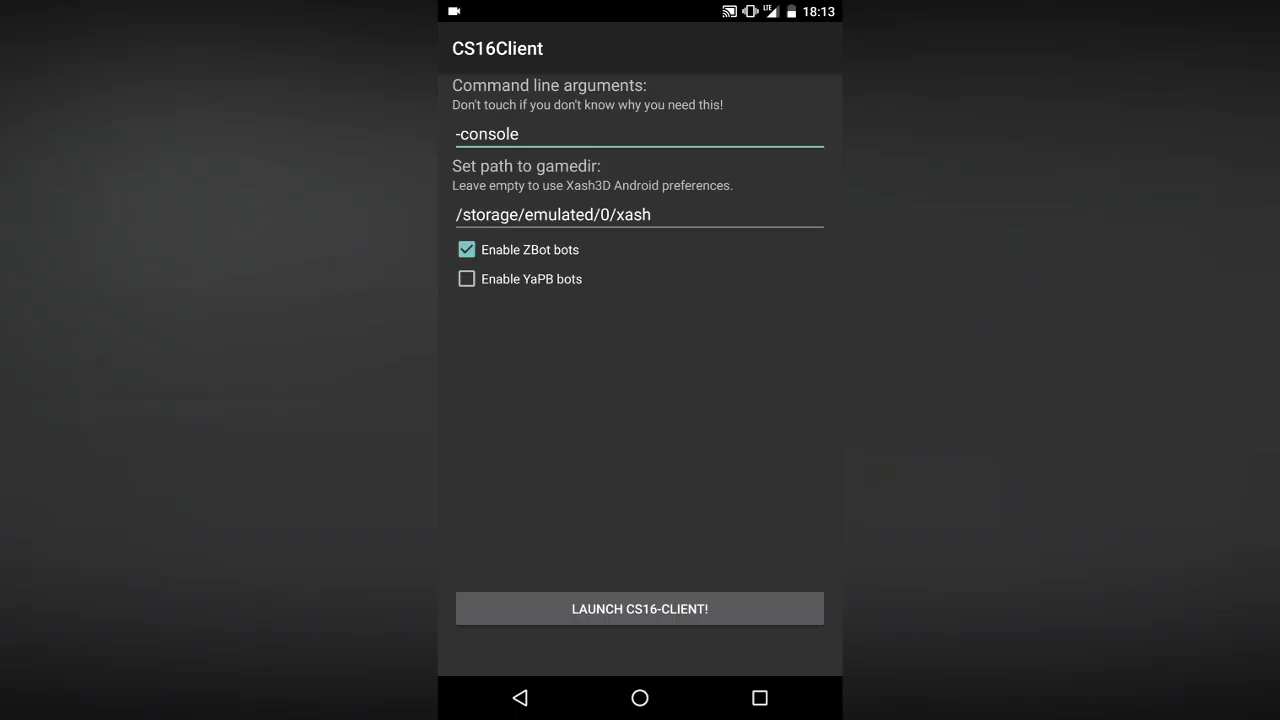 LTE 18:13
CS16Client
Command line arguments:
Don't touch if you don't know why you need this!
-console
Set path to gamedir:
Leave empty to use Xash3D Android preferences.
/storage/emulated/0/xash
Enable ZBot bots
Enable YaPB bots
LAUNCH CS16-CLIENT!